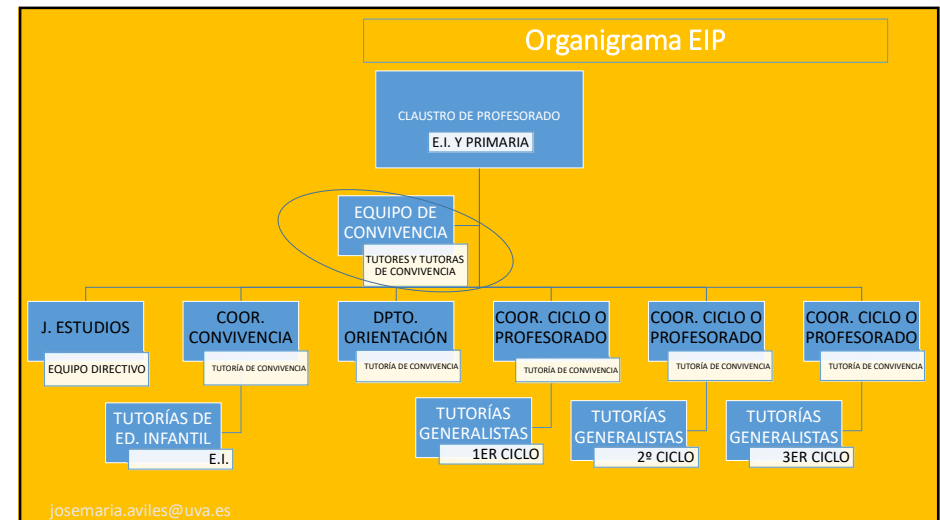 Organigrama EIP
CLAUSTRO DE PROFESORADO
E.I. Y PRIMARIA
EQUIPO DE
CONVIVENCIA
TUTORES Y TUTORAS
DE CONVIVENCIA
J. ESTUDIOS
EQUIPO DIRECTIVO
COOR.
CONVIVENCIA
TUTORÍA DE CONVIVENCIA
DPTO.
ORIENTACIÓN
TUTORÍA DE CONVIVENCIA
COOR. CICLO O
PROFESORADO
TUTORÍA DE CONVIVENCIA
COOR. CICLO O
PROFESORADO
TUTORÍA DE CONVIVENCIA
COOR. CICLO O
PROFESORADO
TUTORÍA DE CONVIVENCIA
TUTORÍAS DE
ED. INFANTIL
E.I.
TUTORÍAS
GENERALISTAS
1ER CICLO
TUTORÍAS
GENERALISTAS
2º CICLO
TUTORÍAS
GENERALISTAS
3ER CICLO
josemaria.aviles@uva.es